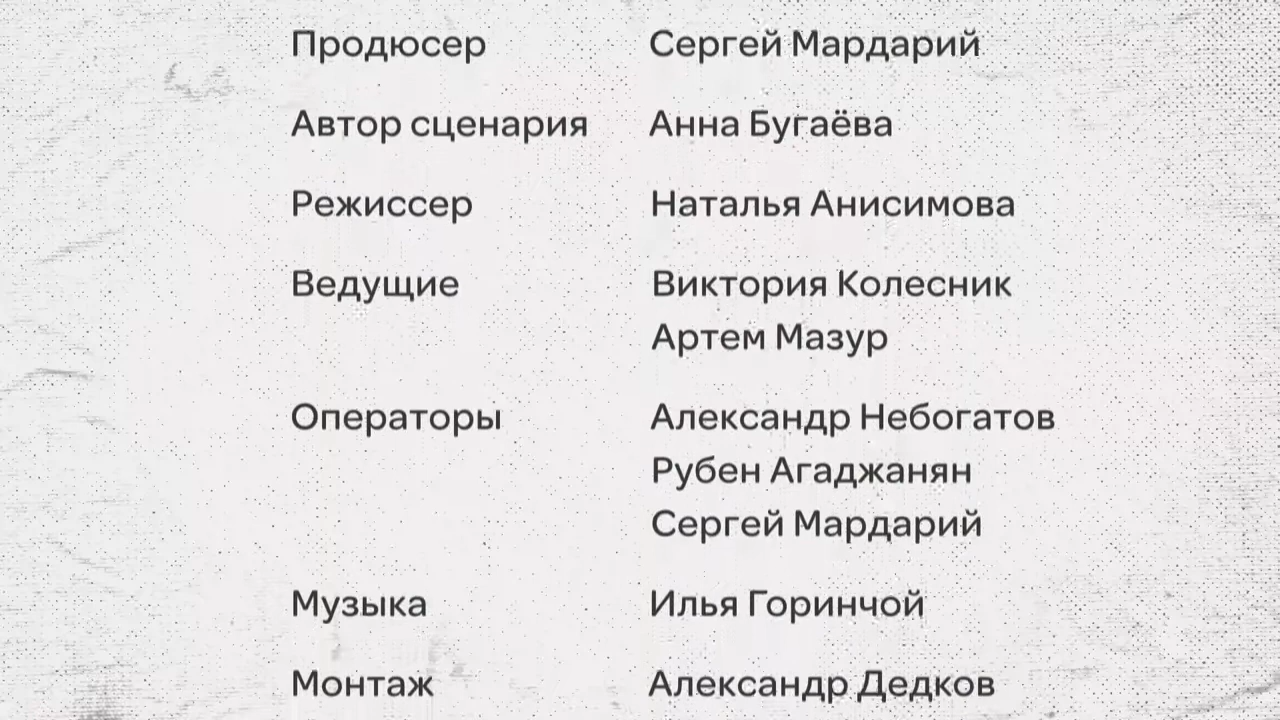 Продюсер Сергей Мардарий
Автор сценария Анна Бугаёва
Режиссер Наталья Анисимова
Ведущие Виктория Колесник
Артем Мазур
Операторы Александр Небогатов
Рубен Агаджанян
Сергей Мардарий
Музыка Илья Горинчой
Монтаж Александр Дедков